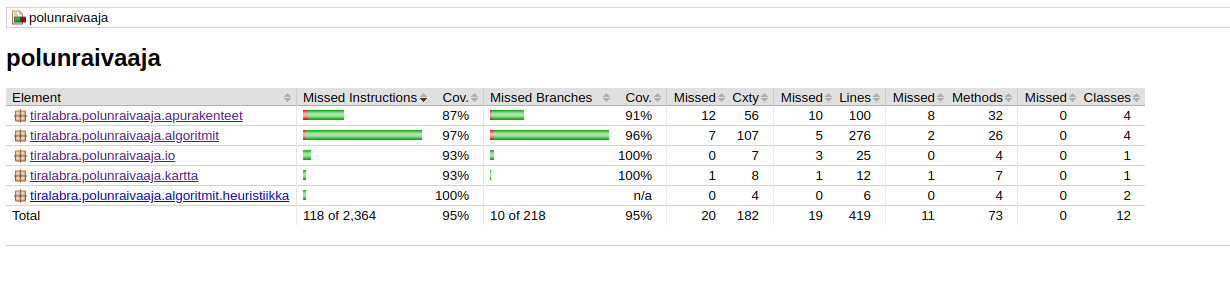 polunraivaaja
polunraivaaja
Element Missed Instructions Cov. Missed Branches Cov. Missed Cxty Missed Lines Missed Methods Missed Classes
tiralabra.polunraivaaja.apurakenteet 87% 91% 12 56 10 100 8 32 0 4
tiralabra.polunraivaaja.algoritmit 97% 96% 7 107 5 276 2 26 0 4
tiralabra.polunraivaaja.io 93% 100% 0 7 3 25 0 4 0 1
tiralabra.polunraivaaja.kartta 93% 100% 1 8 1 12 1 7 0 1
tiralabra.polunraivaaja.algoritmit.heuristiikka 100% n/a 0 4 0 6 0 4 0 2
Total 118 of 2,364 95% 10 of 218 95% 20 182 19 419 11 73 0 12